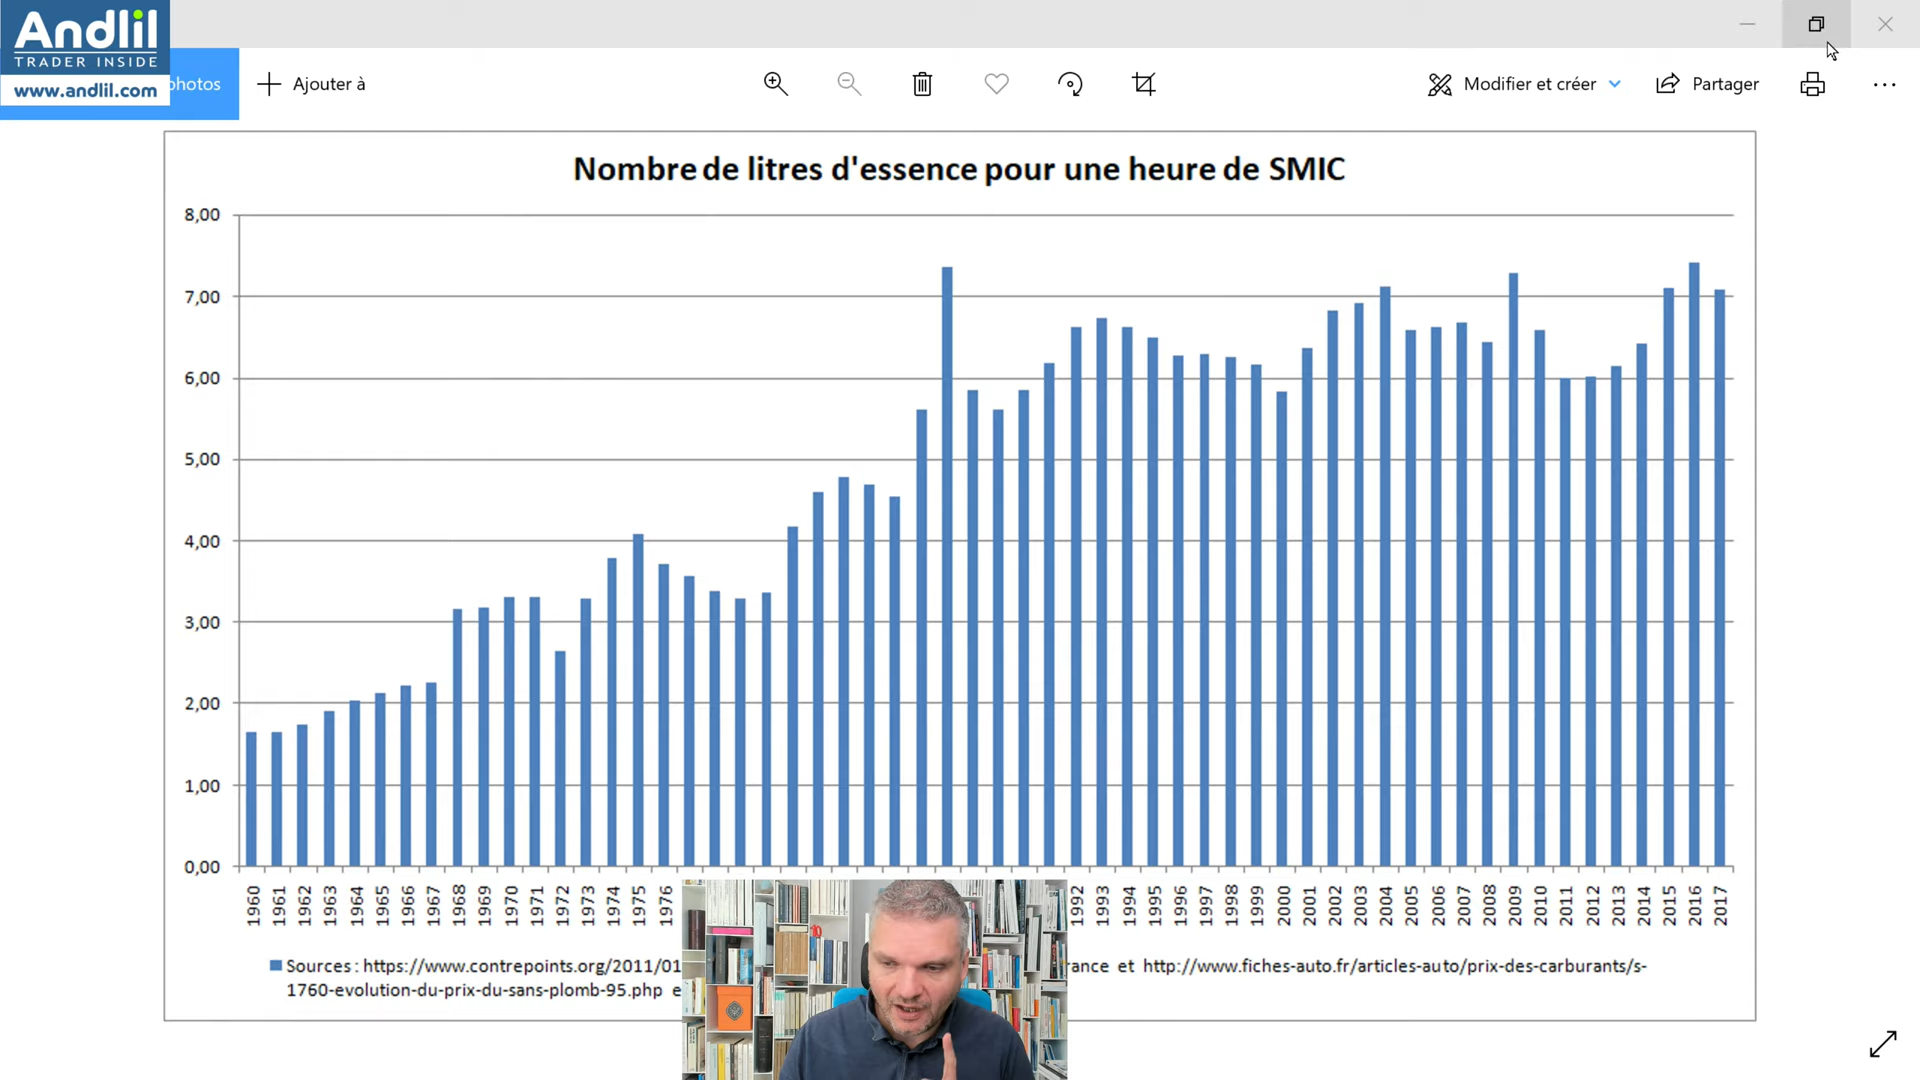 Andlil
TRADER INSIDE
www.andlil.com
photos
Ajouter à
Modifier et créer
Partager
Nombre de litres d'essence pour une heure de SMIC
8,00
7,00
6,00
5,00
4,00
3,00
2,00
1,00
0,00
1960 1961 1962 1963 1964 1965 1966 1967 1968 1969 1970 1971 1972 1973 1974 1975 1976 1992 1993 1994 1995 1996 1997 1998 1999 2000 2001 2002 2003 2004 2005 2006 2007 2008 2009 2010 2011 2012 2013 2014 2015 2016 2017
Sources : https://www.contrepoints.org/2011/01 rance et http://www.fiches-auto.fr/articles-auto/prix-des-carburants/s-
1760-evolution-du-prix-du-sans-plomb-95.php e